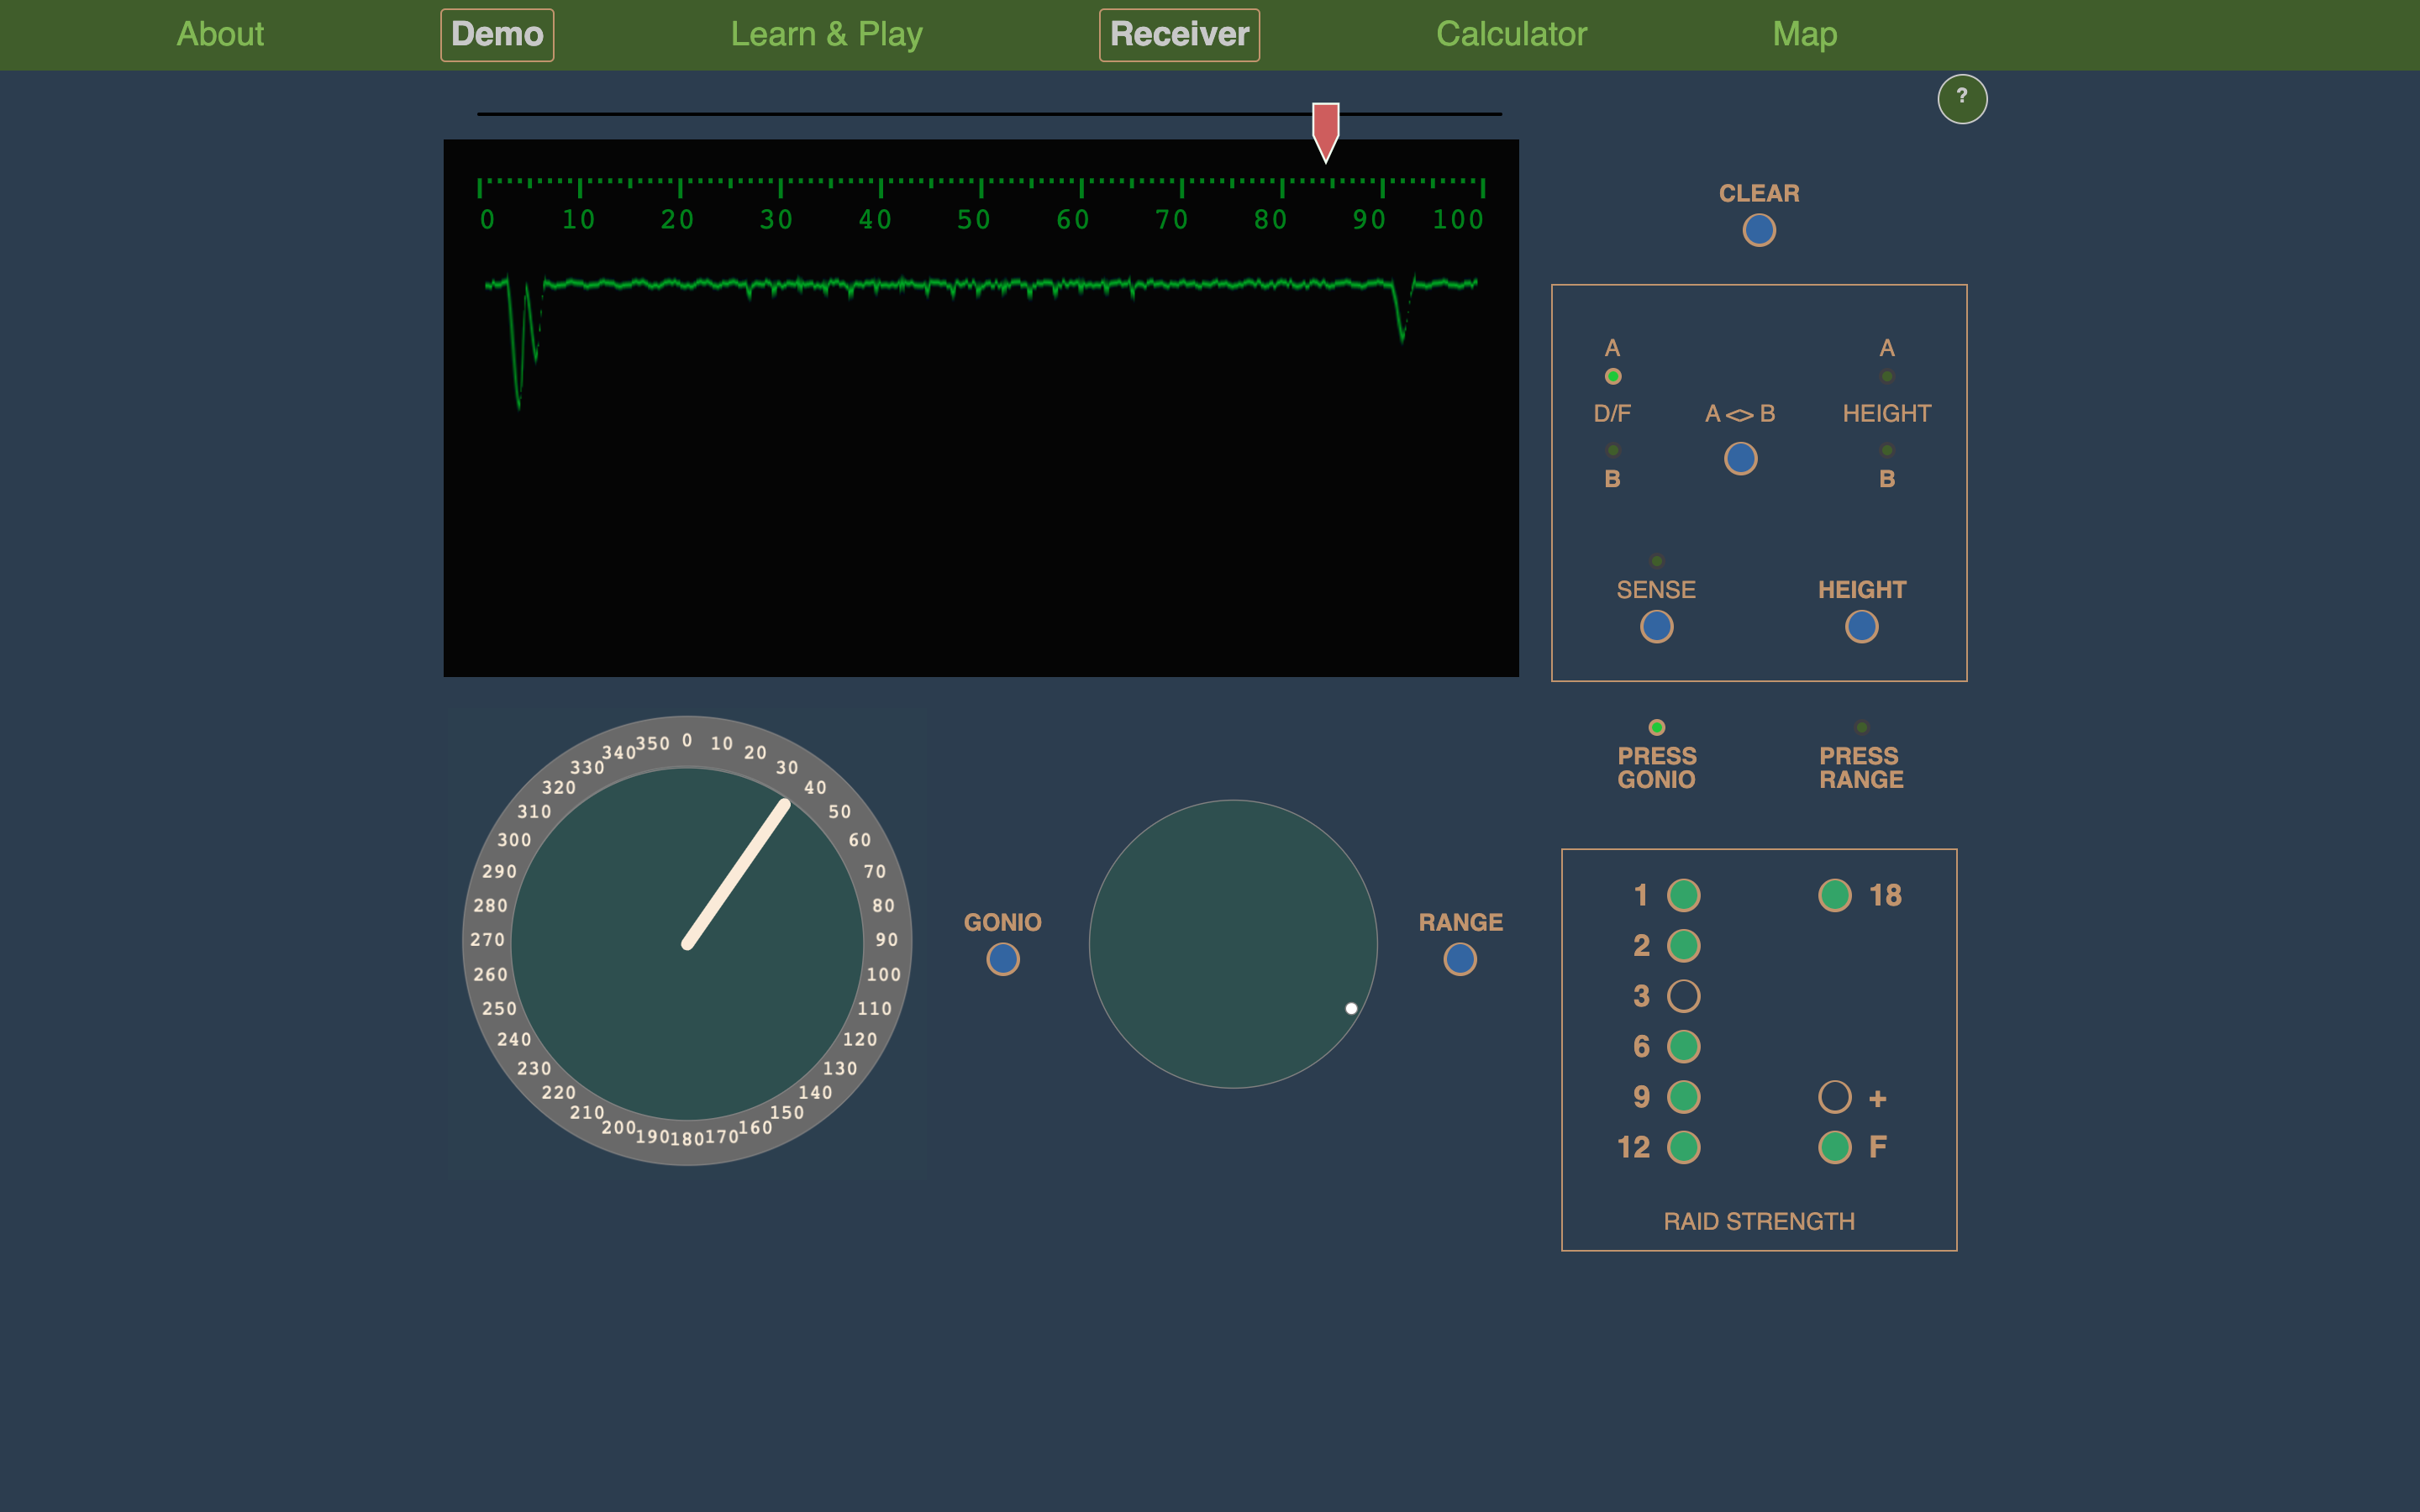 About Demo Learn & Play Receiver Calculator Map
?
0 10 20 30 40 50 60 70 80 90 100
CLEAR
A A
D/F A <> B HEIGHT
B B
SENSE HEIGHT
PRESS GONIO
PRESS RANGE
0 10 20 30 40 50 60 70 80 90 100 110 120 130 140 150 160 170 180 190 200 210 220 230 240 250 260 270 280 290 300 310 320 330 340 350
GONIO RANGE
1 18
2
3
6
9 +
12 F
RAID STRENGTH